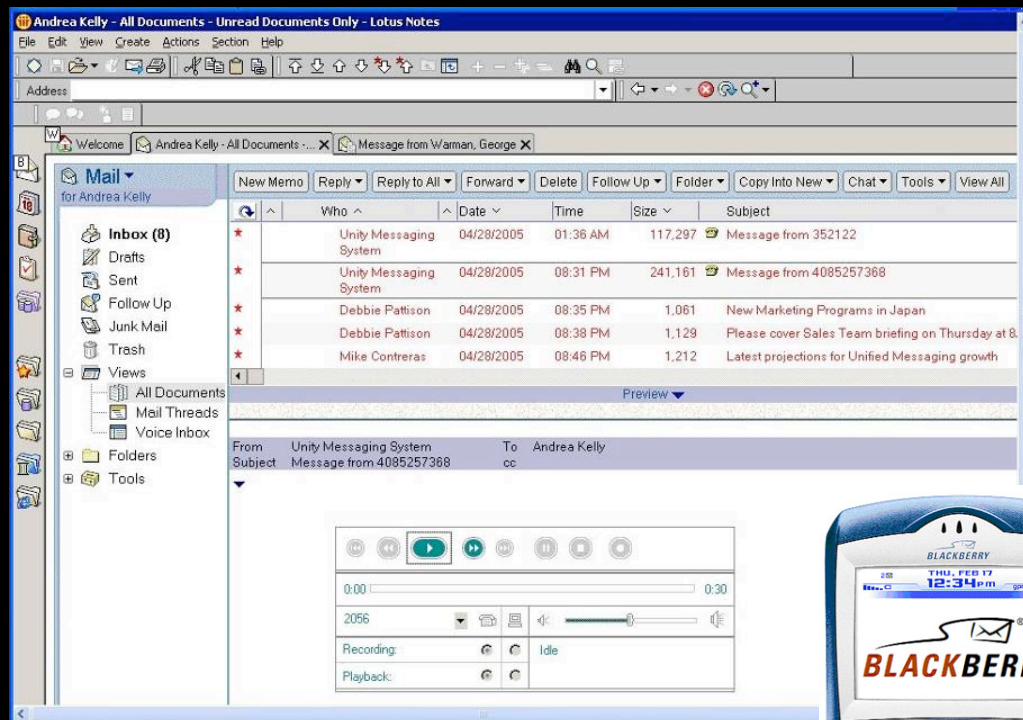 Andrea Kelly - All Documents - Unread Documents Only - Lotus Notes
File Edit View Create Actions Section Help
Address
Welcome Andrea Kelly - All Documents -... Message from Warman, George
Mail
for Andrea Kelly
New Memo Reply Reply to All Forward Delete Follow Up Folder Copy Into New Chat Tools View All
Who Date Time Size Subject
Unity Messaging System 04/28/2005 01:36 AM 117,297 Message from 352122
Unity Messaging System 04/28/2005 08:31 PM 241,161 Message from 4085257368
Debbie Pattison 04/28/2005 08:35 PM 1,061 New Marketing Programs in Japan
Debbie Pattison 04/28/2005 08:38 PM 1,129 Please cover Sales Team briefing on Thursday at 8.
Mike Contreras 04/28/2005 08:46 PM 1,212 Latest projections for Unified Messaging growth
Inbox (8)
Drafts
Sent
Follow Up
Junk Mail
Trash
Views
All Documents
Mail Threads
Voice Inbox
Folders
Tools
Preview
From Unity Messaging System To Andrea Kelly
Subject Message from 4085257368 cc
0:00 0:30
2056
Recording: Idle
Playback:
BLACKBERRY
THU, FEB 17
12:34PM
BLACKBER